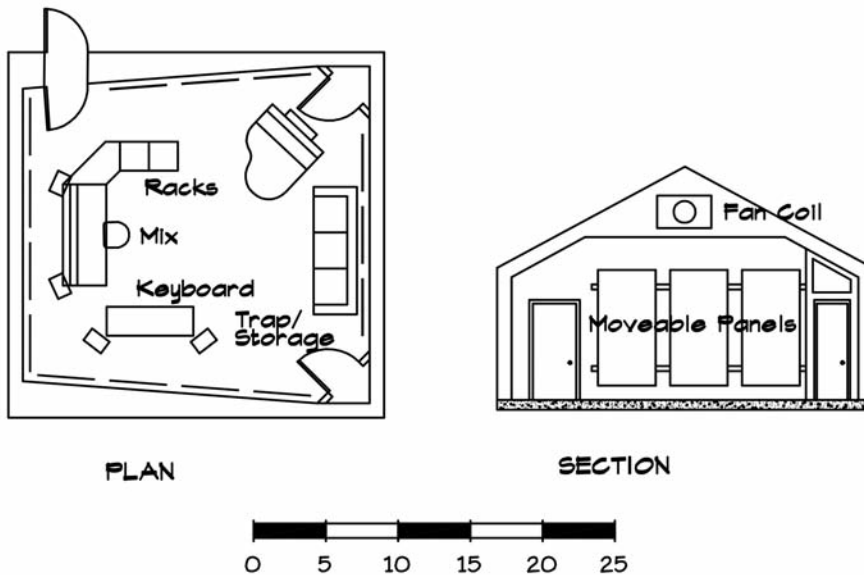 Racks
Mix
Keyboard
Trap/
Storage
PLAN
Fan Coil
Moveable Panels
SECTION
0 5 10 15 20 25